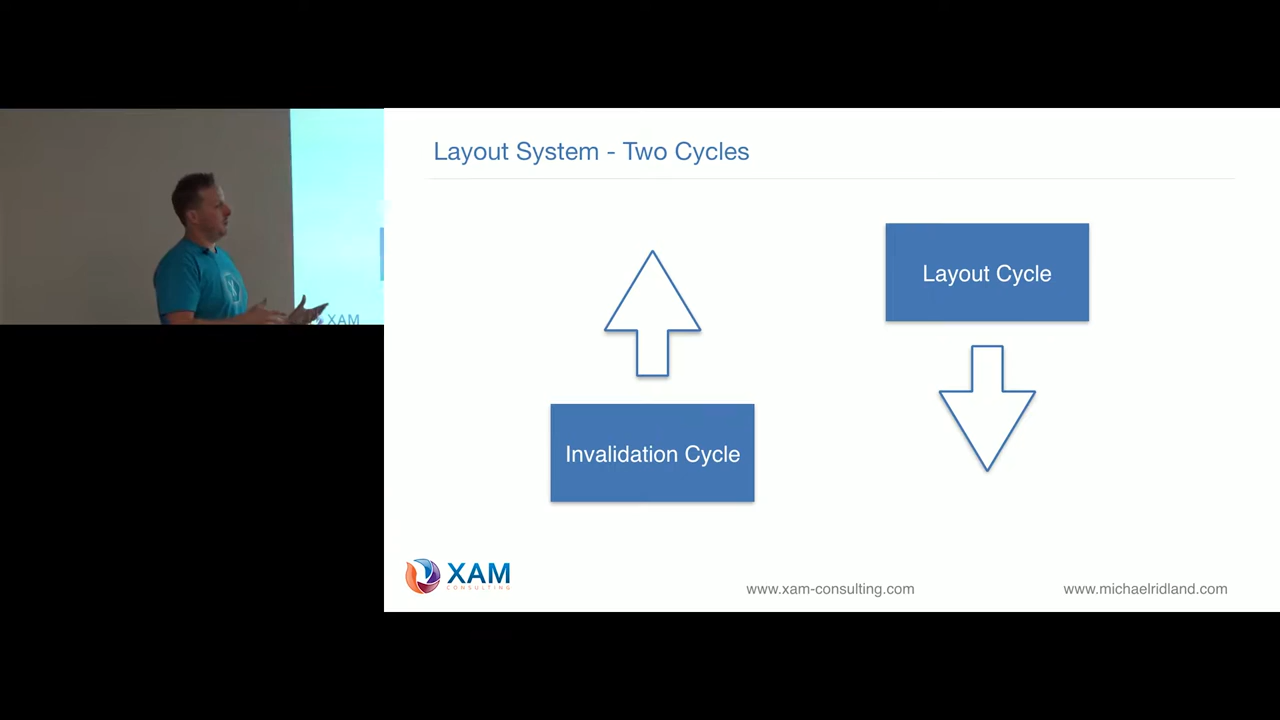 Layout System - Two Cycles
Layout Cycle
Invalidation Cycle
XAM
XAM
CONSULTING
www.xam-consulting.com
www.michaelridland.com